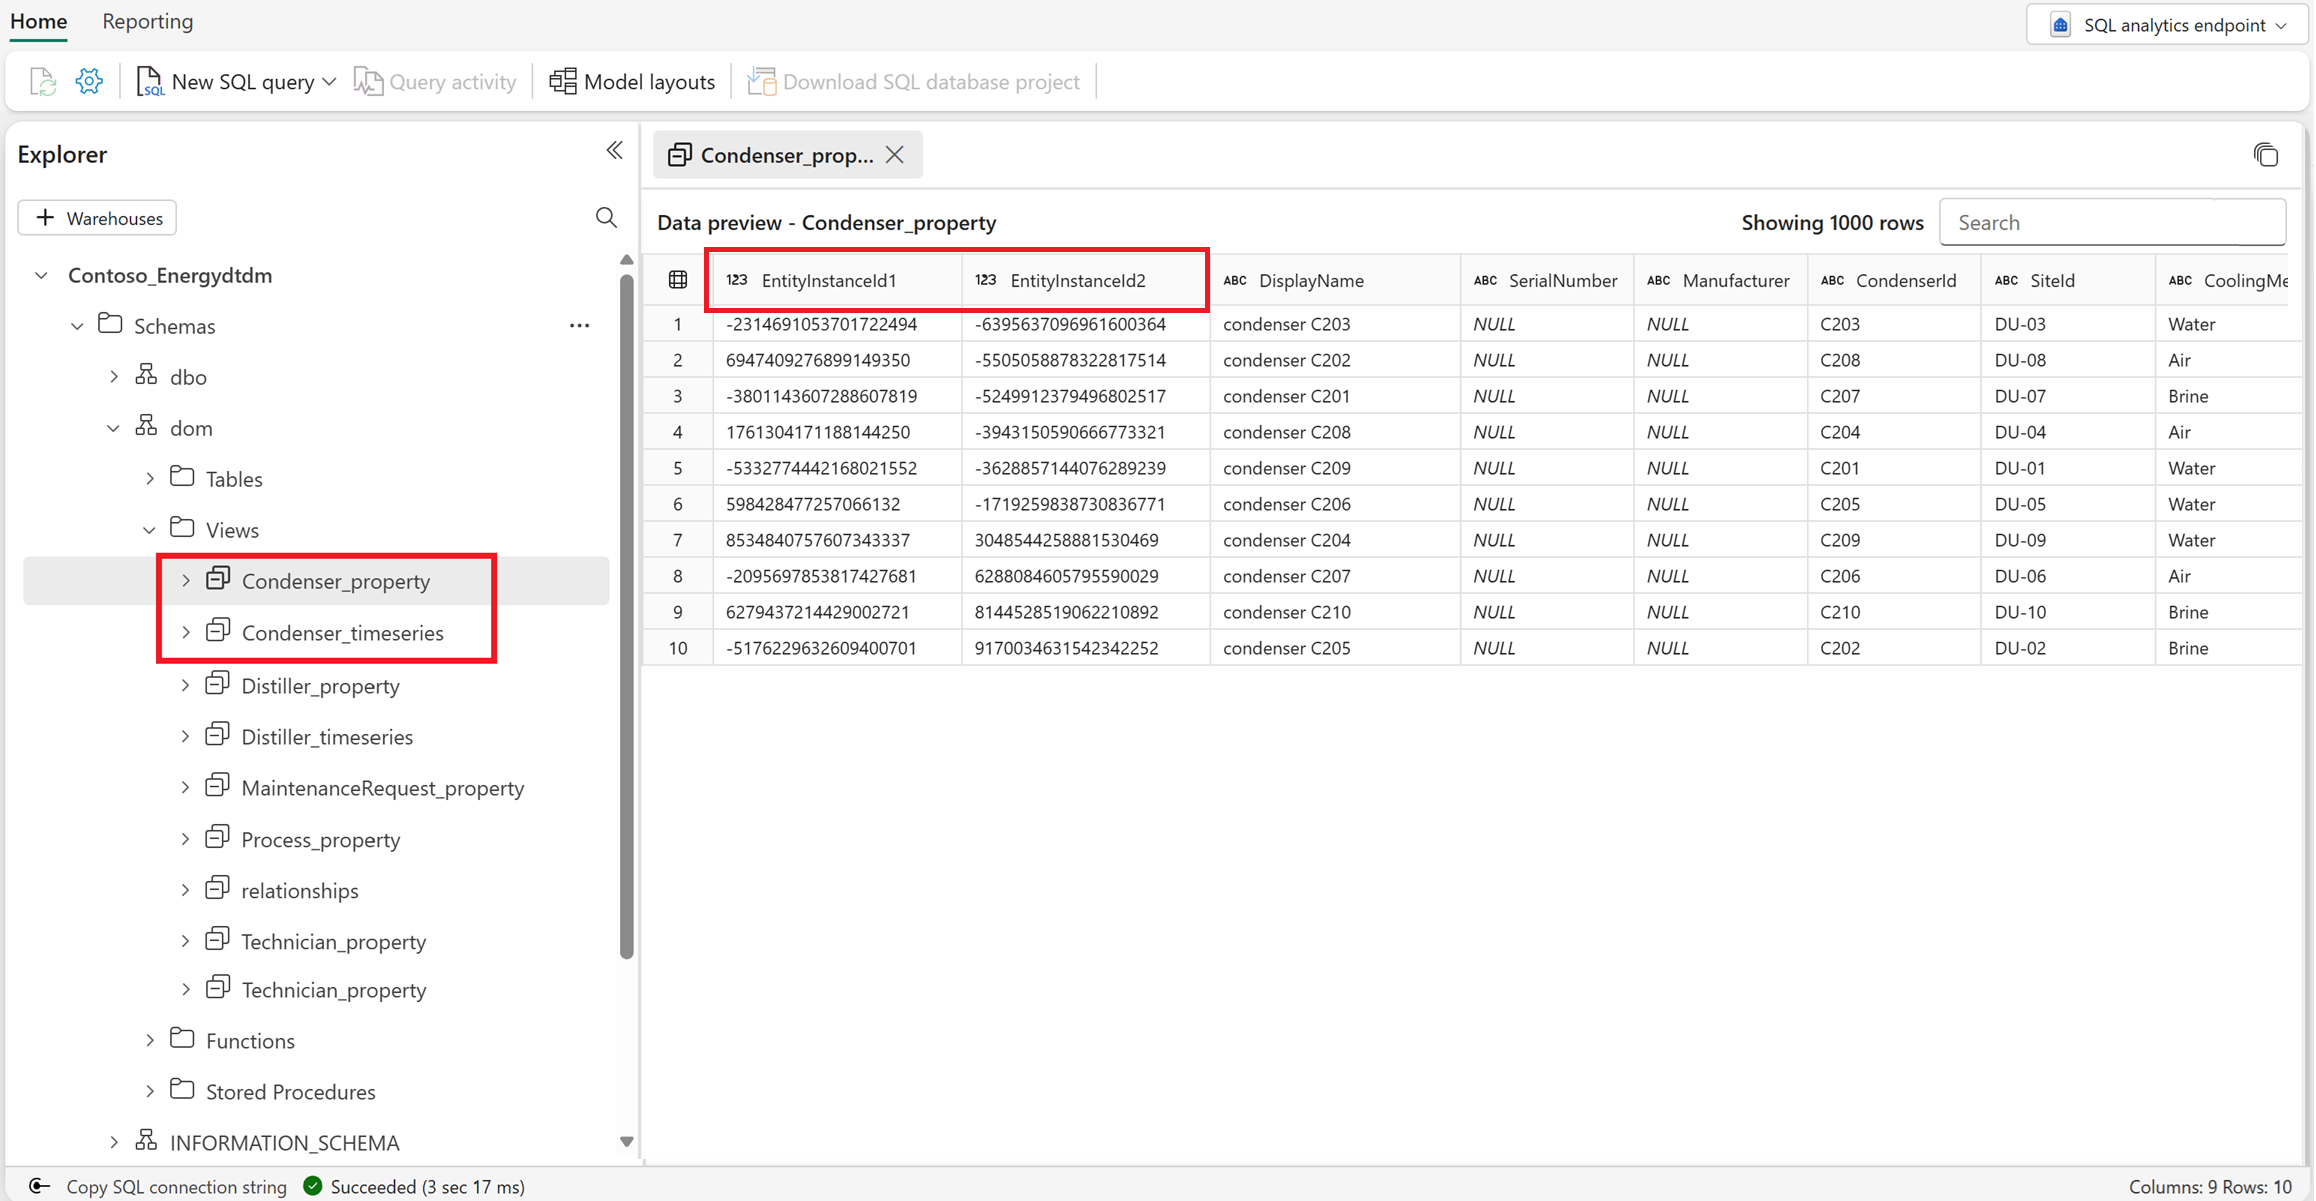 Home Reporting SQL analytics endpoint
SQL New SQL query Query activity Model layouts Download SQL database project
Explorer
+ Warehouses
Contoso_Energydtdm
Schemas ...
dbo
dom
Tables
Views
Condenser_property
Condenser_timeseries
Distiller_property
Distiller_timeseries
MaintenanceRequest_property
Process_property
relationships
Technician_property
Technician_property
Functions
Stored Procedures
INFORMATION_SCHEMA
Condenser_prop...
Data preview - Condenser_property Showing 1000 rows Search
123 EntityInstanceId1 123 EntityInstanceId2 ABC DisplayName ABC SerialNumber ABC Manufacturer ABC CondenserId ABC SiteId ABC CoolingMe
1 -2314691053701722494 -6395637096961600364 condenser C203 NULL NULL C203 DU-03 Water
2 6947409276899149350 -5505058878322817514 condenser C202 NULL NULL C208 DU-08 Air
3 -3801143607288607819 -5249912379496802517 condenser C201 NULL NULL C207 DU-07 Brine
4 1761304171188144250 -3943150590666773321 condenser C208 NULL NULL C204 DU-04 Air
5 -5332774442168021552 -3628857144076289239 condenser C209 NULL NULL C201 DU-01 Water
6 598428477257066132 -1719259838730836771 condenser C206 NULL NULL C205 DU-05 Water
7 8534840757607343337 3048544258881530469 condenser C204 NULL NULL C209 DU-09 Water
8 -2095697853817427681 6288084605795590029 condenser C207 NULL NULL C206 DU-06 Air
9 6279437214429002721 8144528519062210892 condenser C210 NULL NULL C210 DU-10 Brine
10 -5176229632609400701 9170034631542342252 condenser C205 NULL NULL C202 DU-02 Brine
Copy SQL connection string Succeeded (3 sec 17 ms) Columns: 9 Rows: 10